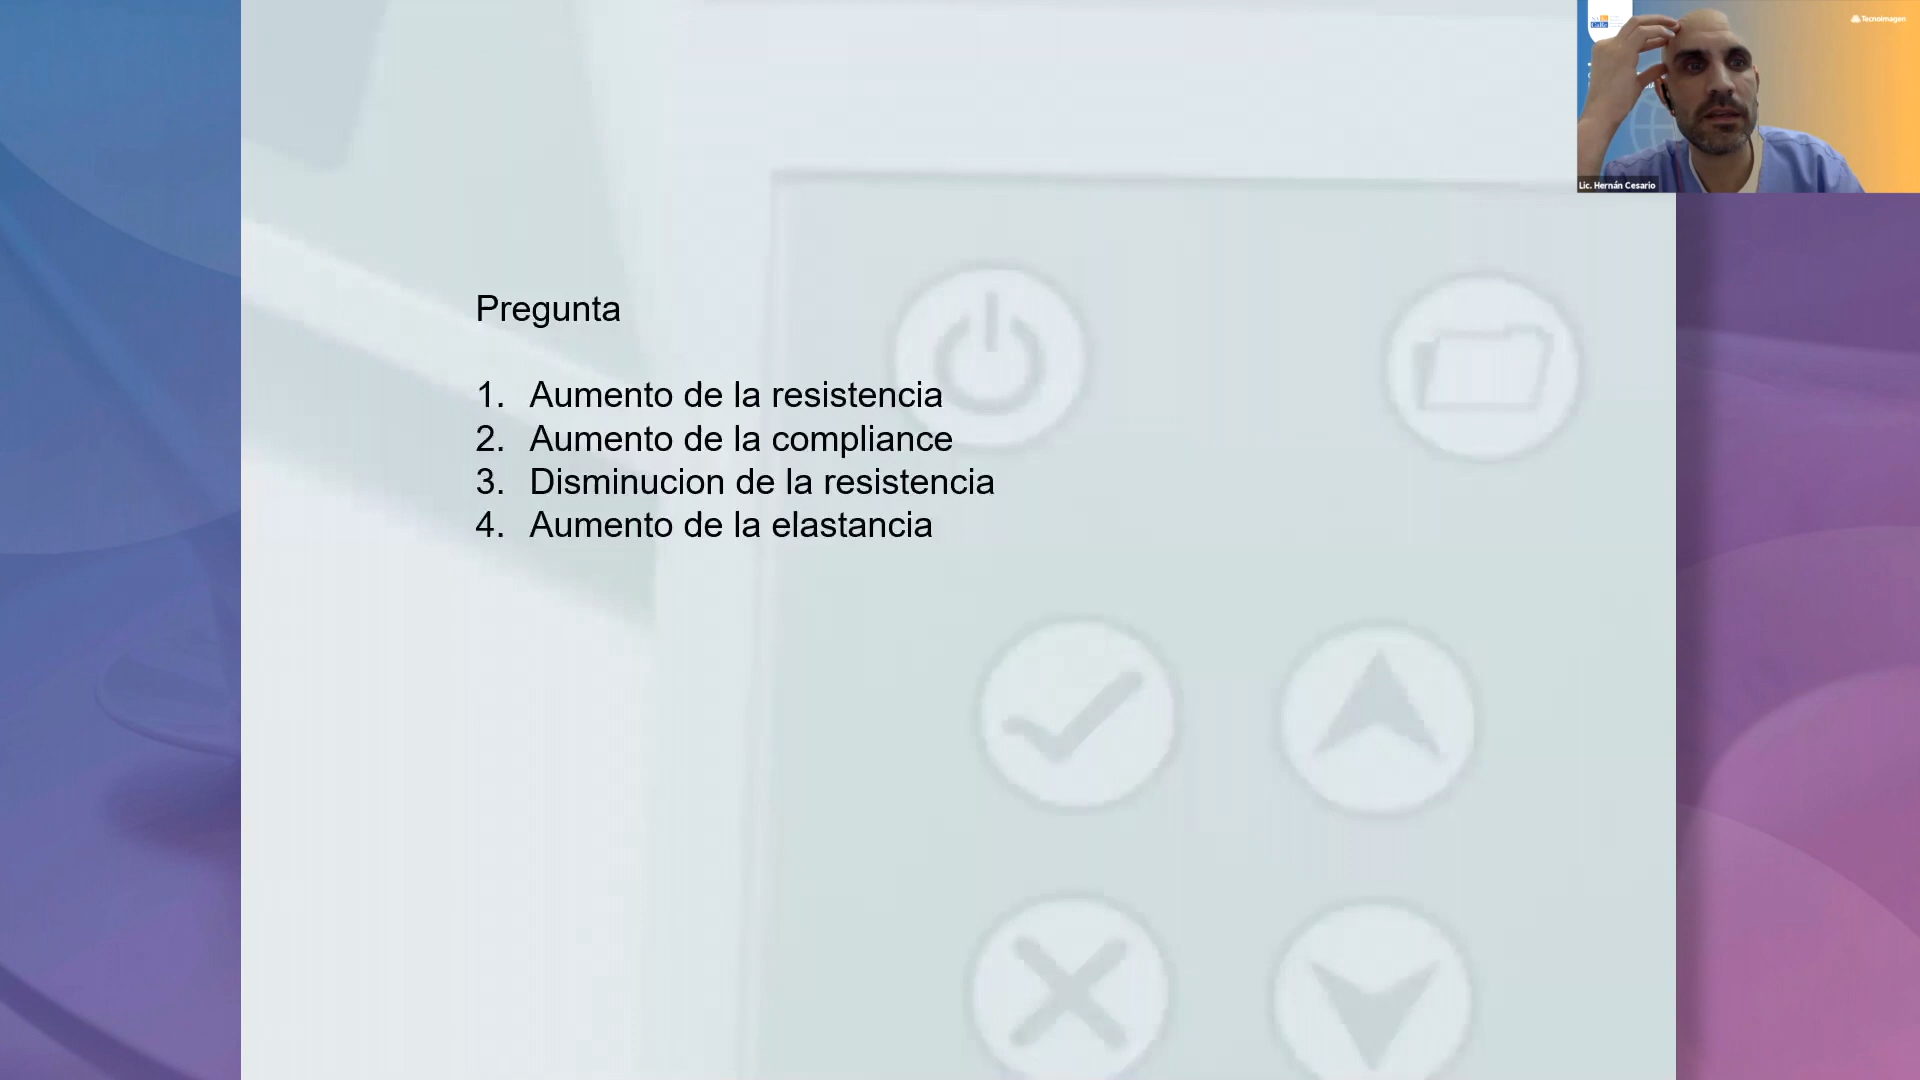 Tecnoimagen
Lic. Hernán Cesario
Pregunta
1. Aumento de la resistencia
2. Aumento de la compliance
3. Disminucion de la resistencia
4. Aumento de la elastancia